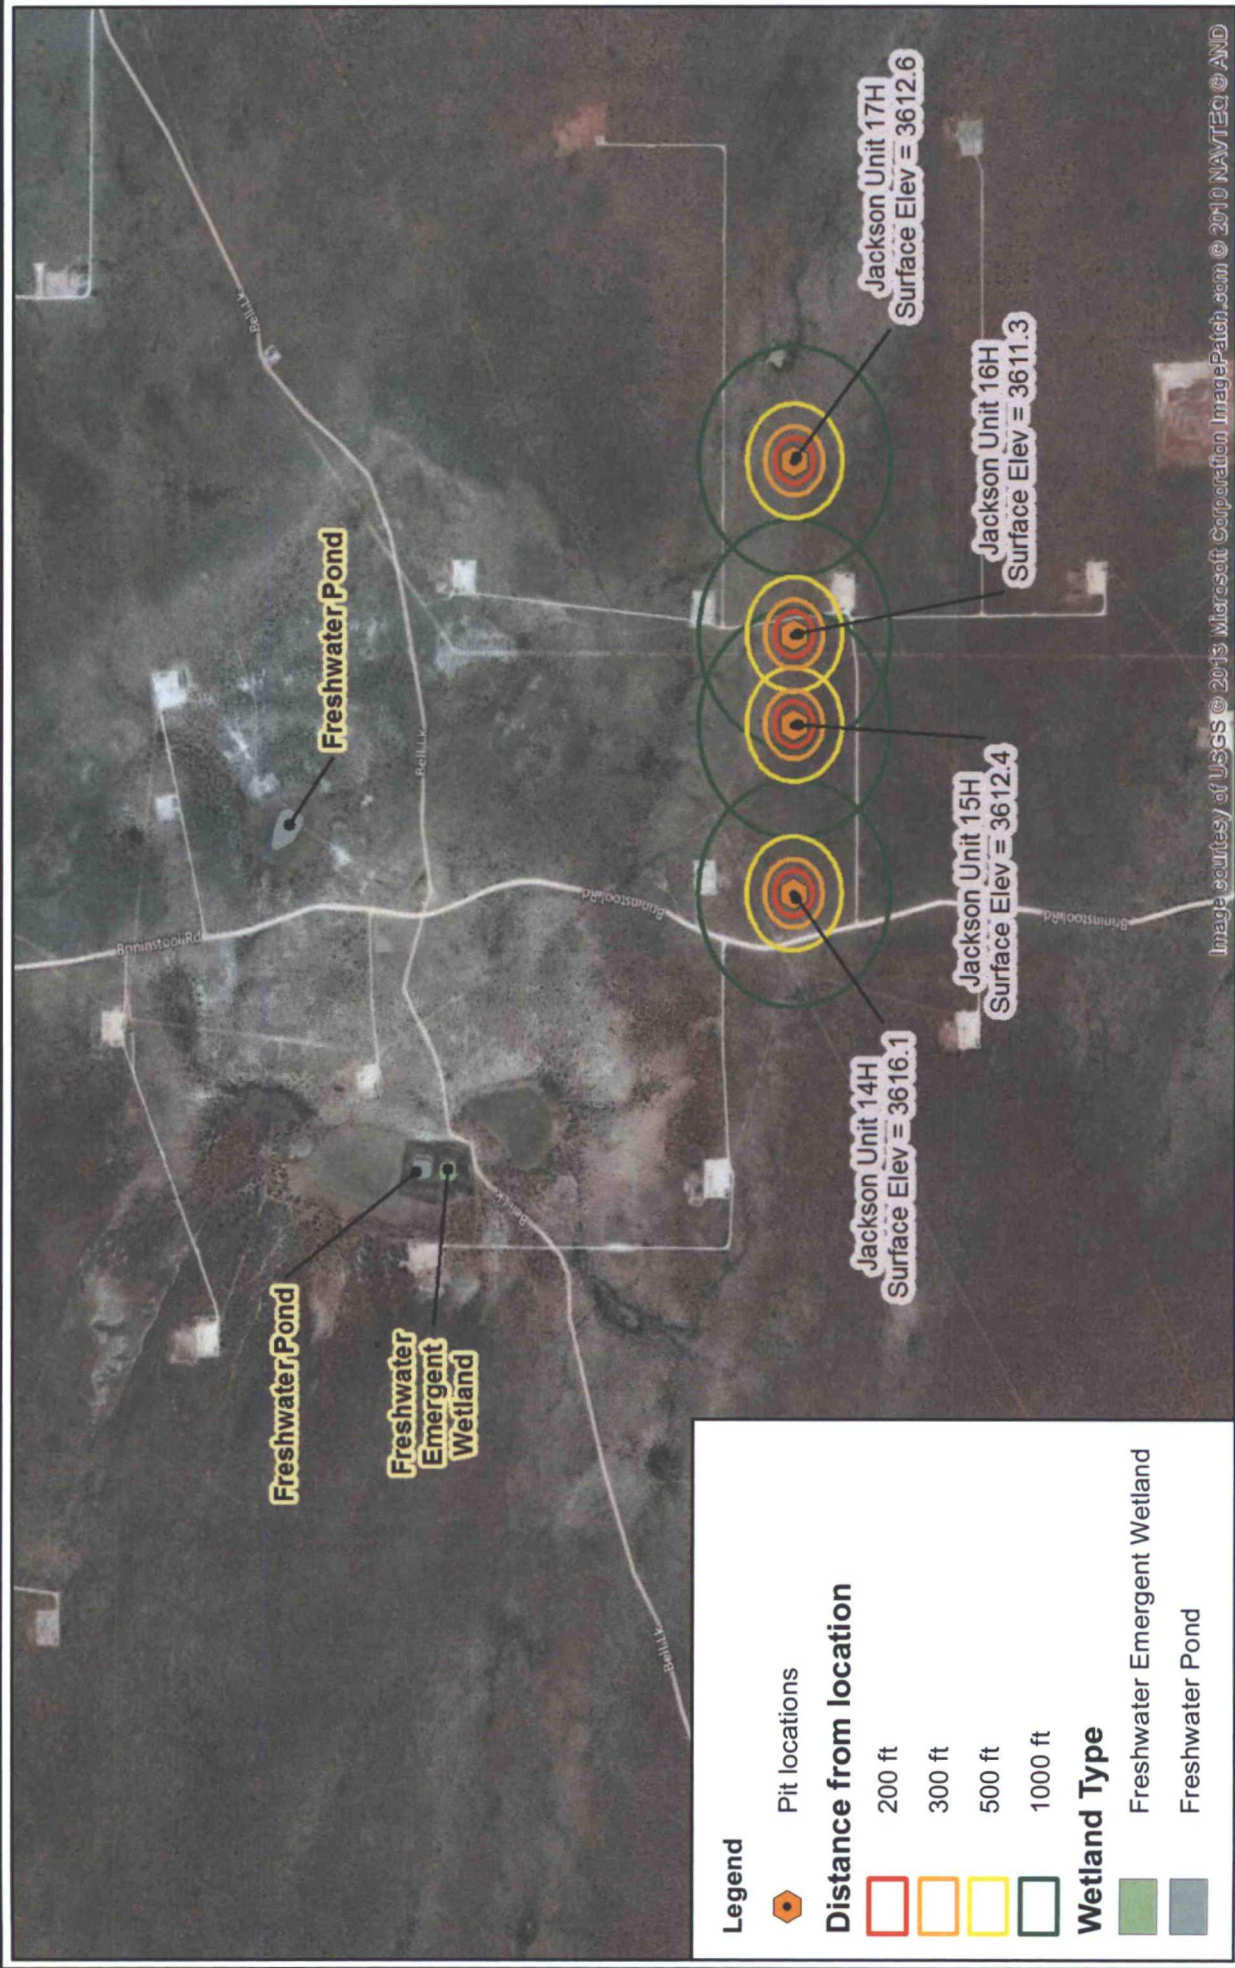 Freshwater Pond
Freshwater
Emergent
Wetland
Freshwater Pond
Brininstool Rd
Bell Lk
Bell Lk
Bell Lk
Bell Lk
Brininstool Rd
Brininstool Rd
Jackson Unit 14H
Surface Elev = 3616.1
Jackson Unit 15H
Surface Elev = 3612.4
Jackson Unit 16H
Surface Elev = 3611.3
Jackson Unit 17H
Surface Elev = 3612.6
Legend
Pit locations
Distance from location
200 ft
300 ft
500 ft
1000 ft
Wetland Type
Freshwater Emergent Wetland
Freshwater Pond
Image courtesy of USGS © 2013 Microsoft Corporation ImagePatch.com © 2010 NAVTEQ © AND